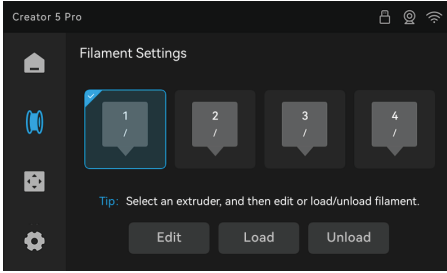 Creator 5 Pro
Filament Settings
1 2 3 4
/ / / /
Tip: Select an extruder, and then edit or load/unload filament.
Edit Load Unload